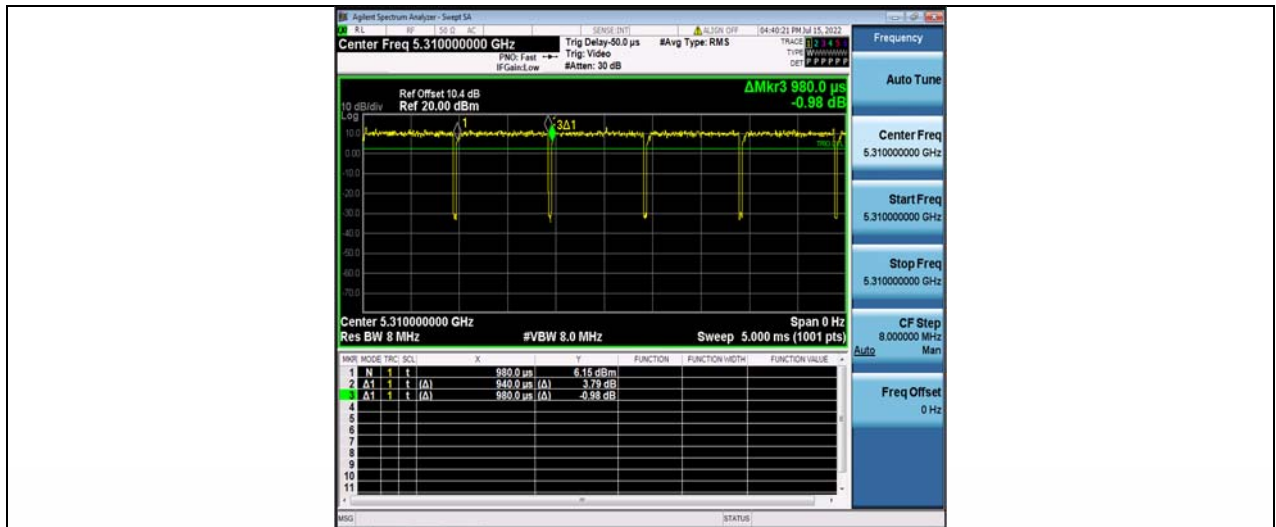 Agilent Spectrum Analyzer - Swept SA
RL RF 50 Ω AC SENSE:INT ALIGN OFF 04:40:21 PM Jul 15, 2022
Center Freq 5.310000000 GHz
PNO: Fast
IFGain:Low
Trig Delay-50.0 µs
Trig: Video
#Atten: 30 dB
#Avg Type: RMS
TRACE 1 2 3 4 5 6
TYPE W
DET P P P P P P
ΔMkr3 980.0 µs
-0.98 dB
Ref Offset 10.4 dB
10 dB/div Ref 20.00 dBm
Log
10.0
0.00
-10.0
-20.0
-30.0
-40.0
-50.0
-60.0
-70.0
1
3Δ1
Center 5.310000000 GHz Span 0 Hz
Res BW 8 MHz #VBW 8.0 MHz Sweep 5.000 ms (1001 pts)
MKR MODE TRC SCL X Y FUNCTION FUNCTION WIDTH FUNCTION VALUE
1 N 1 t 980.0 µs 6.15 dBm
2 Δ1 1 t (Δ) 940.0 µs (Δ) 3.79 dB
3 Δ1 1 t (Δ) 980.0 µs (Δ) -0.98 dB
4
5
6
7
8
9
10
11
MSG STATUS
Frequency
Auto Tune
Center Freq
5.310000000 GHz
Start Freq
5.310000000 GHz
Stop Freq
5.310000000 GHz
CF Step
8.000000 MHz
Auto Man
Freq Offset
0 Hz